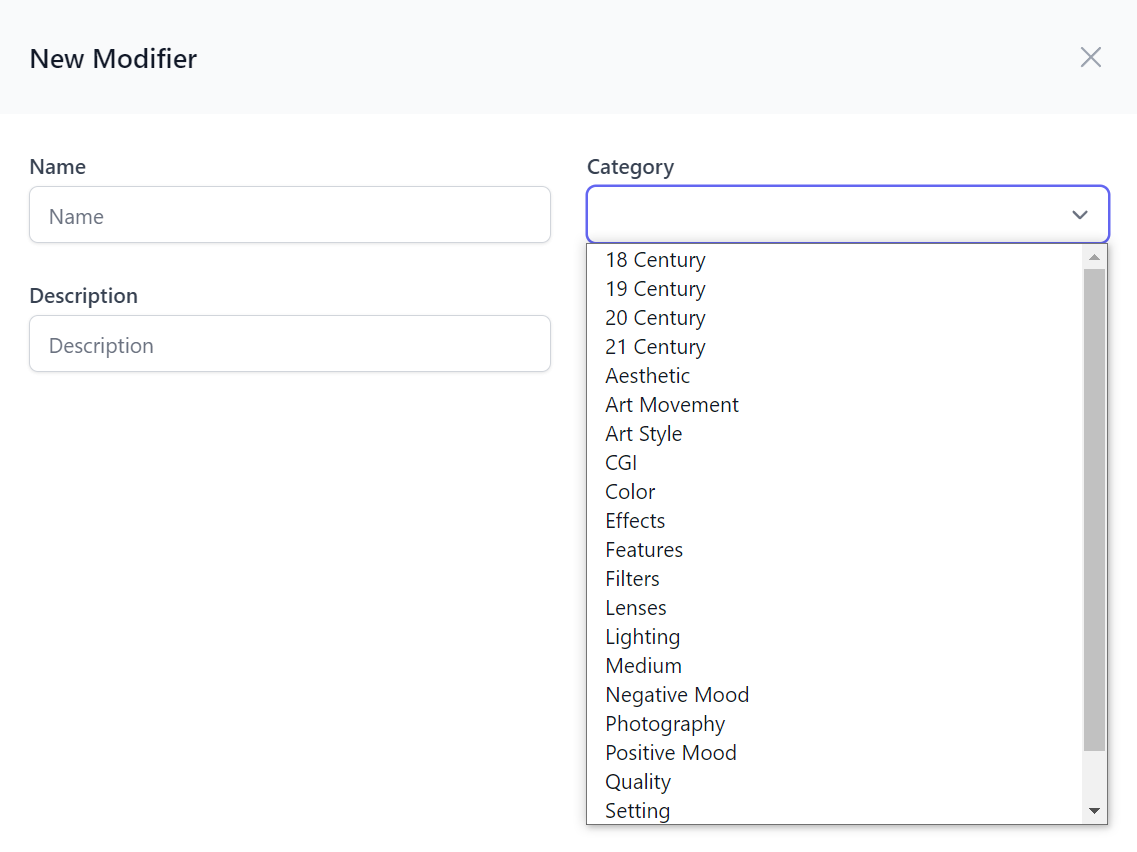 New Modifier
Name
Name
Description
Description
Category
18 Century
19 Century
20 Century
21 Century
Aesthetic
Art Movement
Art Style
CGI
Color
Effects
Features
Filters
Lenses
Lighting
Medium
Negative Mood
Photography
Positive Mood
Quality
Setting